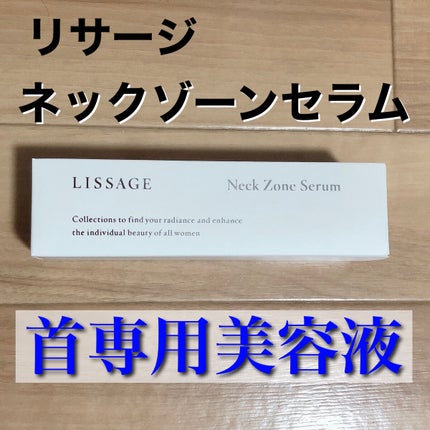 リサージ
ネックゾーンセラム
LISSAGE
Neck Zone Serum
Collections to find your radiance and enhance
the individual beauty of all women
首専用美容液